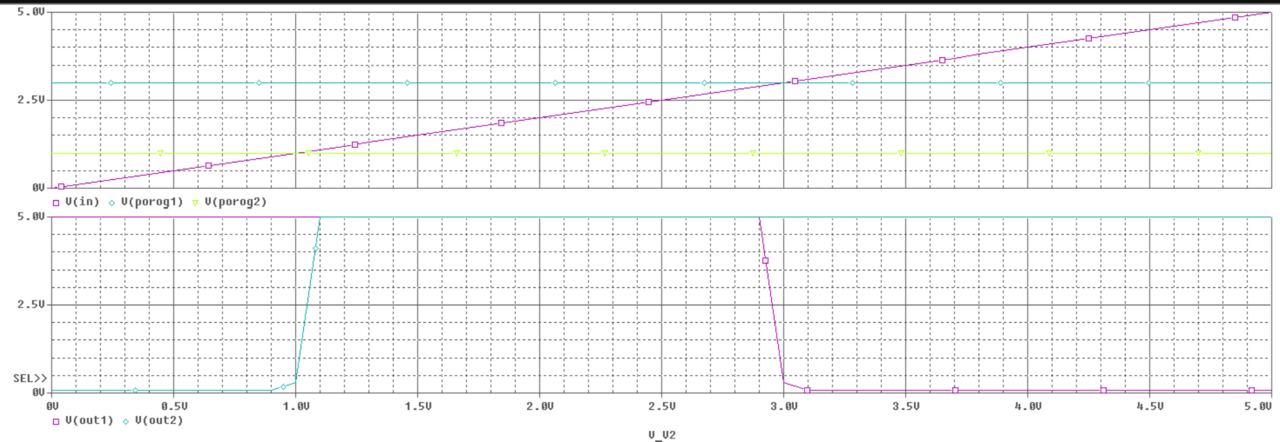 5.0V
2.5V
0V
V(in) V(porog1) V(porog2)
5.0V
2.5V
SEL>>
0V
0V 0.5V 1.0V 1.5V 2.0V 2.5V 3.0V 3.5V 4.0V 4.5V 5.0V
V(out1) V(out2)
V_V2